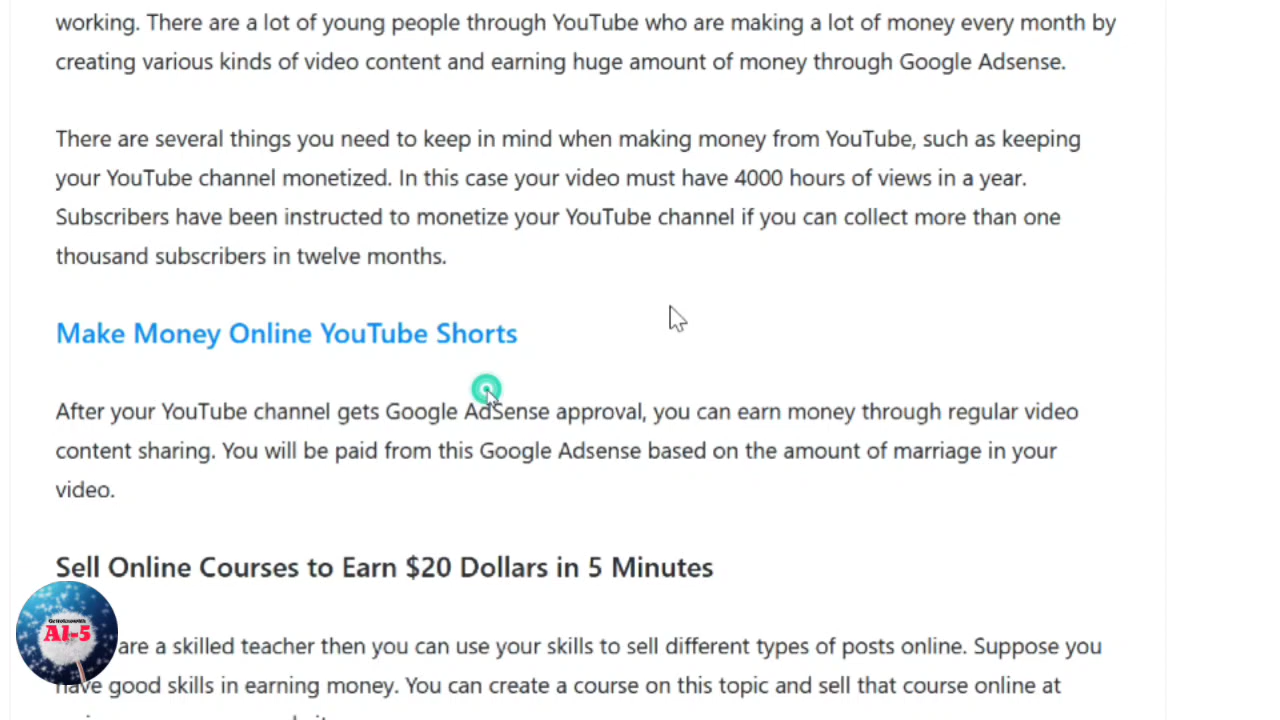 working. There are a lot of young people through YouTube who are making a lot of money every month by
creating various kinds of video content and earning huge amount of money through Google Adsense.
There are several things you need to keep in mind when making money from YouTube, such as keeping
your YouTube channel monetized. In this case your video must have 4000 hours of views in a year.
Subscribers have been instructed to monetize your YouTube channel if you can collect more than one
thousand subscribers in twelve months.
Make Money Online YouTube Shorts
After your YouTube channel gets Google AdSense approval, you can earn money through regular video
content sharing. You will be paid from this Google Adsense based on the amount of marriage in your
video.
Sell Online Courses to Earn $20 Dollars in 5 Minutes
are a skilled teacher then you can use your skills to sell different types of posts online. Suppose you
have good skills in earning money. You can create a course on this topic and sell that course online at
AI-5